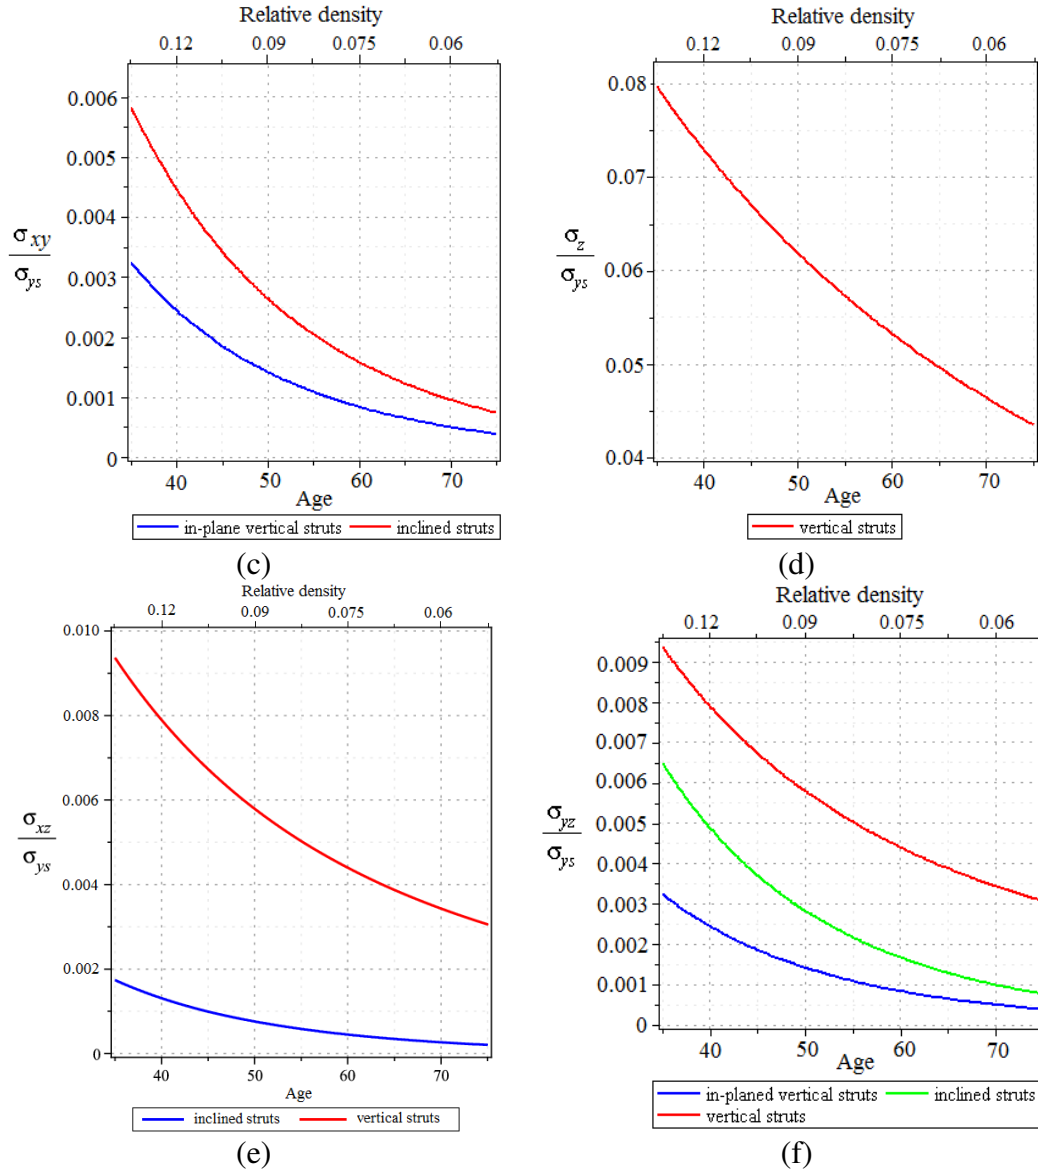 Relative density
0.12 0.09 0.075 0.06
0.006
0.005
0.004
0.003
0.002
0.001
0
σxy
σys
40 50 60 70
Age
in-plane vertical struts inclined struts
(c)
Relative density
0.12 0.09 0.075 0.06
0.08
0.07
0.06
0.05
0.04
σz
σys
40 50 60 70
Age
vertical struts
(d)
Relative density
0.12 0.09 0.075 0.06
0.010
0.008
0.006
0.004
0.002
0
σxz
σys
40 50 60 70
Age
inclined struts vertical struts
(e)
Relative density
0.12 0.09 0.075 0.06
0.009
0.008
0.007
0.006
0.005
0.004
0.003
0.002
0.001
0
σyz
σys
40 50 60 70
Age
in-planed vertical struts inclined struts
vertical struts
(f)